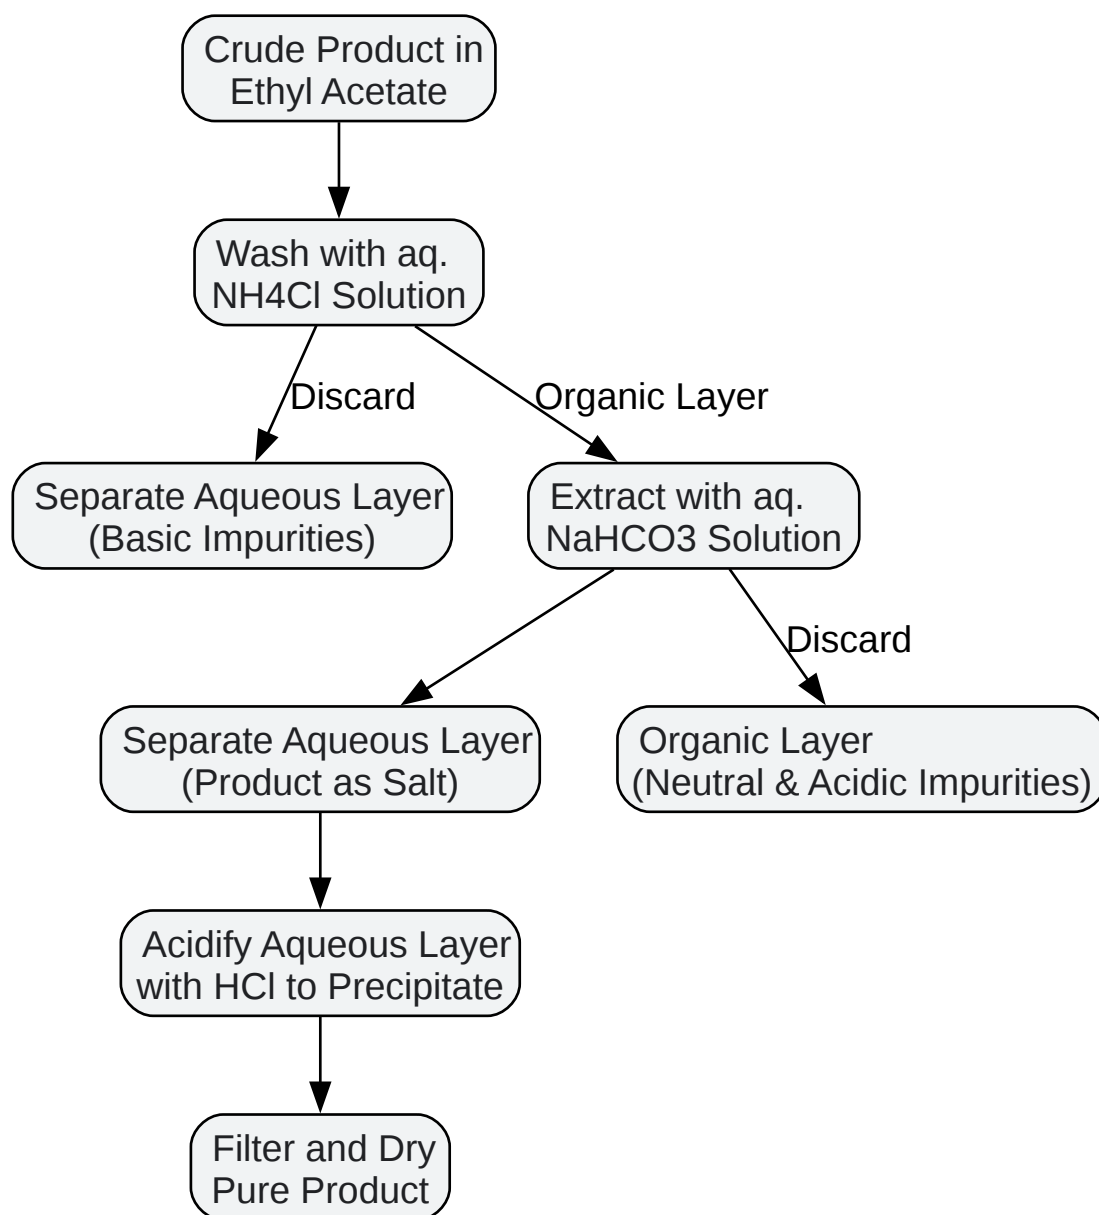 Crude Product in
Ethyl Acetate
Wash with aq.
NH4Cl Solution
Discard
Organic Layer
Separate Aqueous Layer
(Basic Impurities)
Extract with aq.
NaHCO3 Solution
Discard
Separate Aqueous Layer
(Product as Salt)
Organic Layer
(Neutral & Acidic Impurities)
Acidify Aqueous Layer
with HCl to Precipitate
Filter and Dry
Pure Product